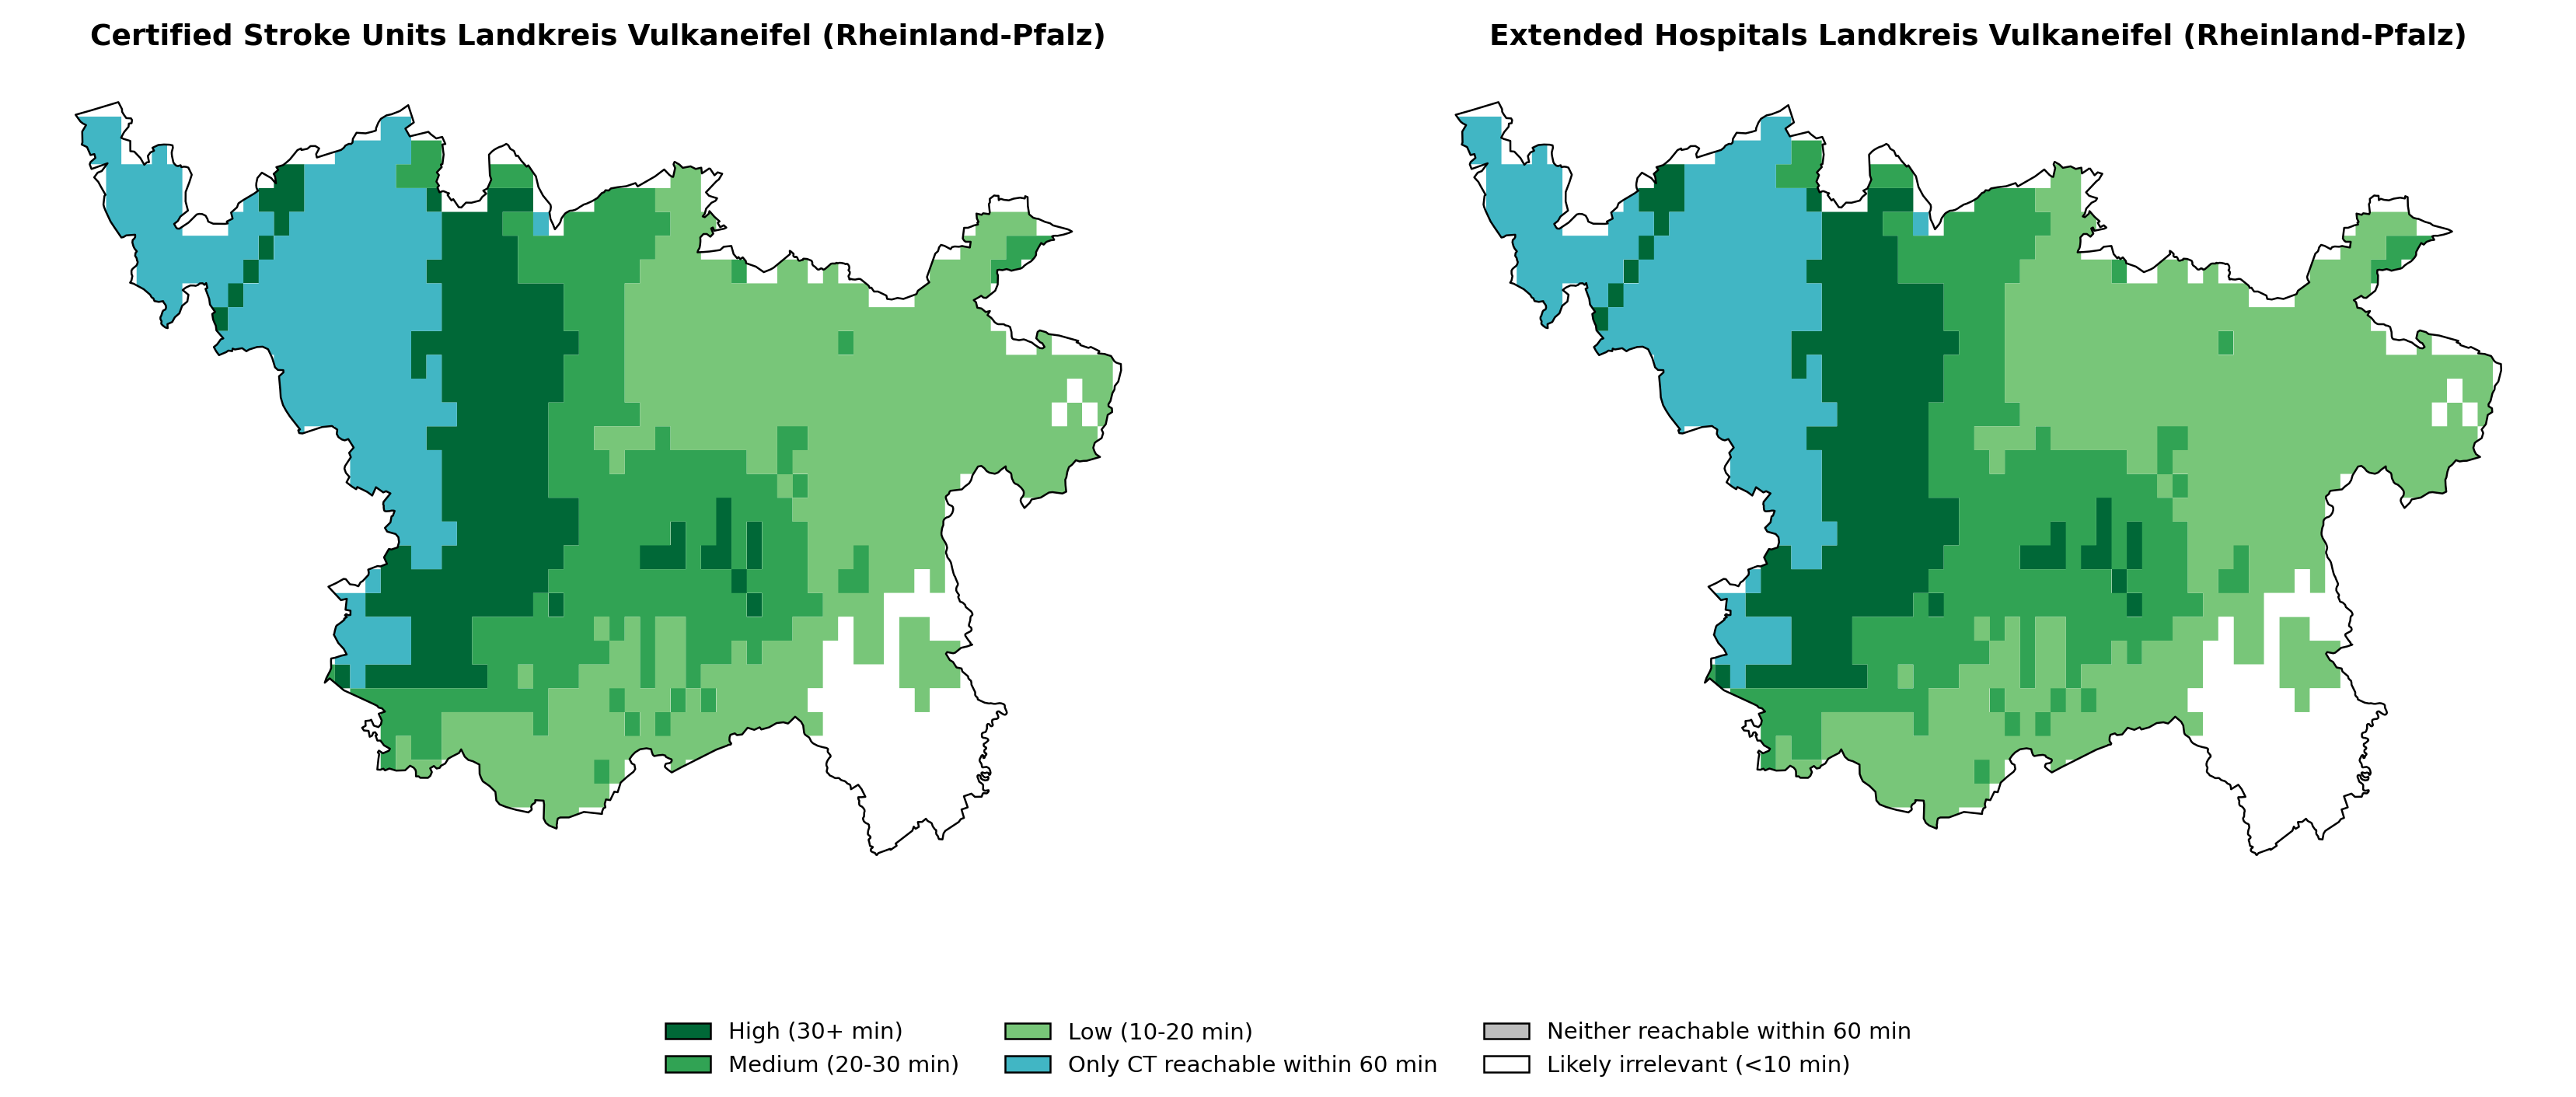 Certified Stroke Units Landkreis Vulkaneifel (Rheinland-Pfalz)
Extended Hospitals Landkreis Vulkaneifel (Rheinland-Pfalz)
High (30+ min)
Medium (20-30 min)
Low (10-20 min)
Only CT reachable within 60 min
Neither reachable within 60 min
Likely irrelevant (<10 min)